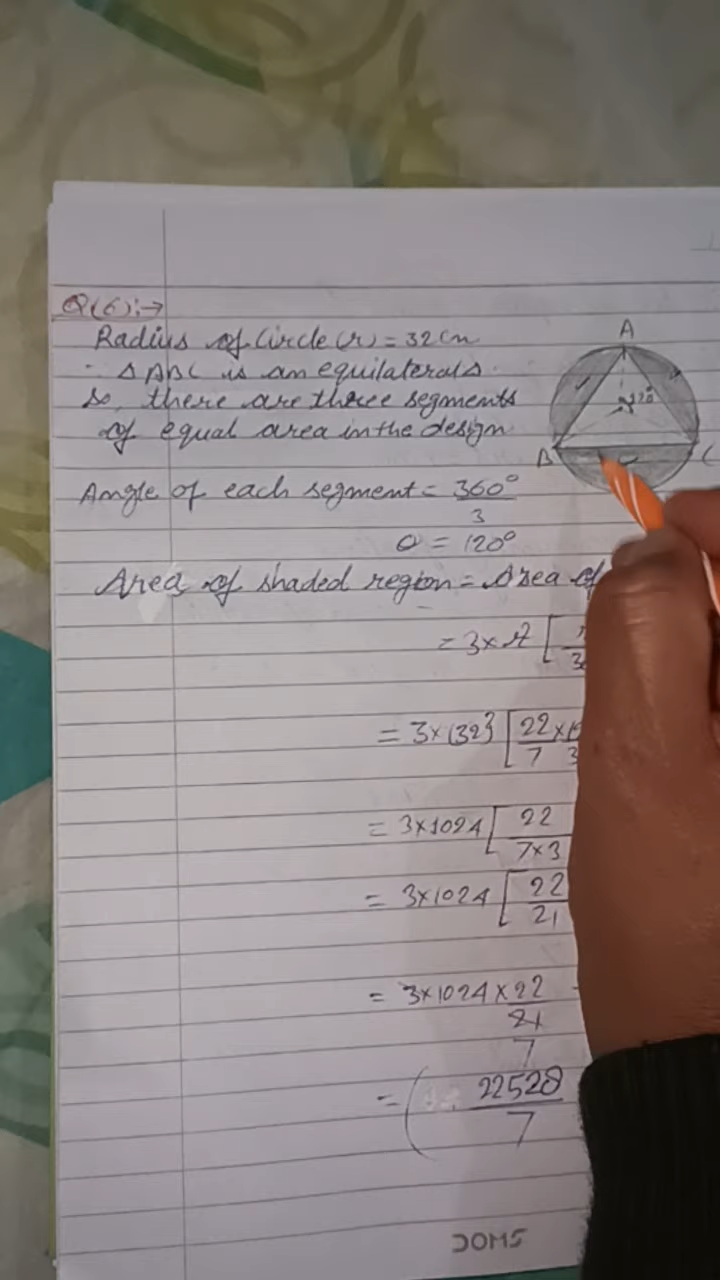 Q(6):→
A
Radius of Circle (r) = 32 cm
∵ △ABC is an equilaterals.
120°
So, there are three segments
of equal area in the design
B C
Angle of each segment = 360°
3
θ = 120°
Area of shaded region = Area of
= 3×r² [
= 3×(32)² [ 22 ×
7 3
= 3×1024 [ 22
7×3
= 3×1024 [ 22
21
= 3×1024 × 22
21
7
= ( 22528
7
DOMS